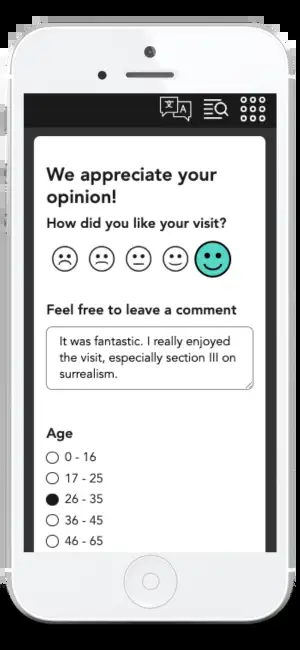 文 A
We appreciate your
opinion!
How did you like your visit?
Feel free to leave a comment
It was fantastic. I really enjoyed
the visit, especially section III on
surrealism.
Age
0 - 16
17 - 25
26 - 35
36 - 45
46 - 65